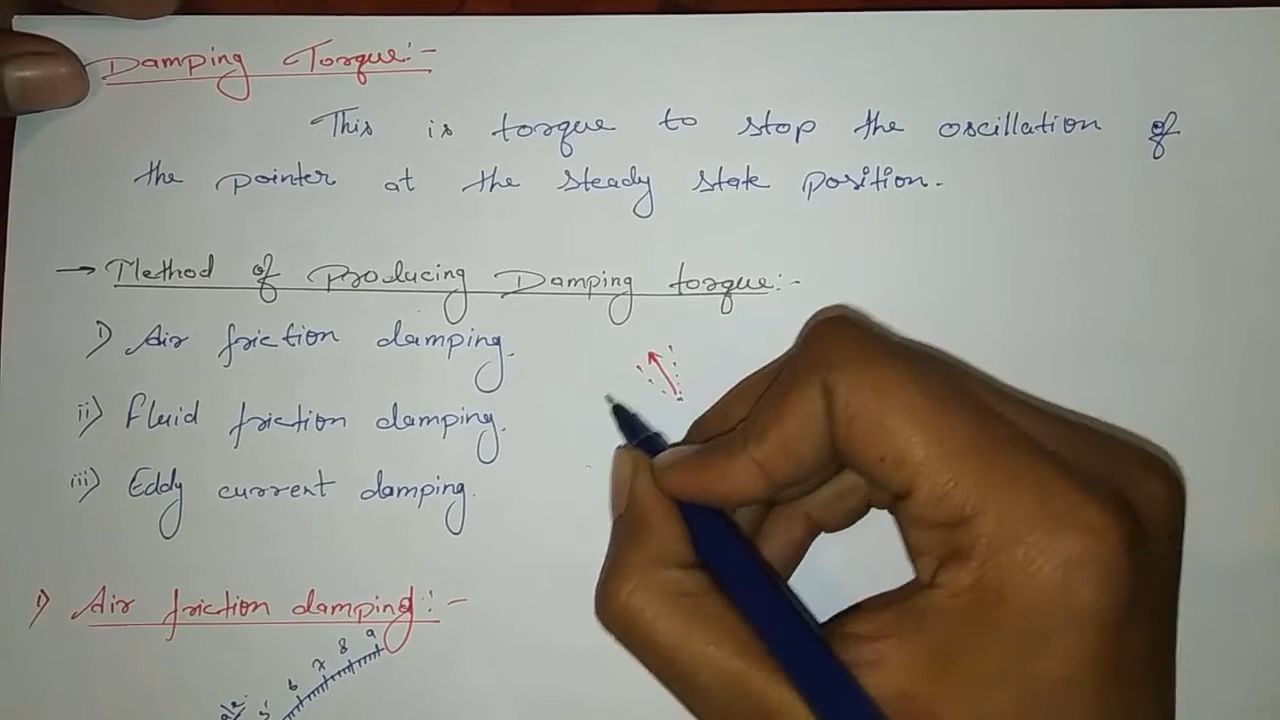 Damping Torque:-
This is torque to stop the oscillation of
the pointer at the steady state position.
→ Method of Producing Damping torque:-
i) Air friction damping.
ii) Fluid friction damping.
iii) Eddy current damping.
1) Air friction damping:-
9
8
7
6
5